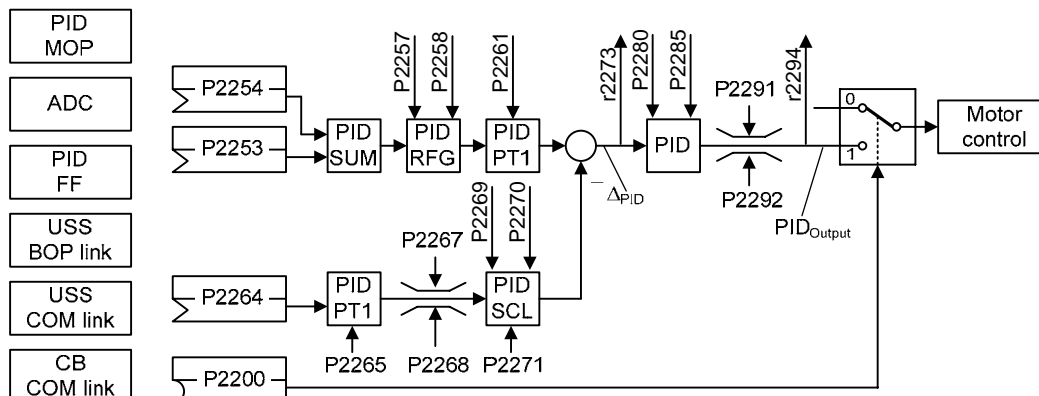 PID
MOP
ADC
PID
FF
USS
BOP link
USS
COM link
CB
COM link
P2254
P2253
P2264
P2200
PID
SUM
P2257
P2258
PID
RFG
P2261
PID
PT1
r2273
P2280
P2285
PID
− ΔPID
P2291
P2292
r2294
PIDOutput
0
1
Motor
control
PID
PT1
P2265
P2267
P2268
P2269
P2270
PID
SCL
P2271